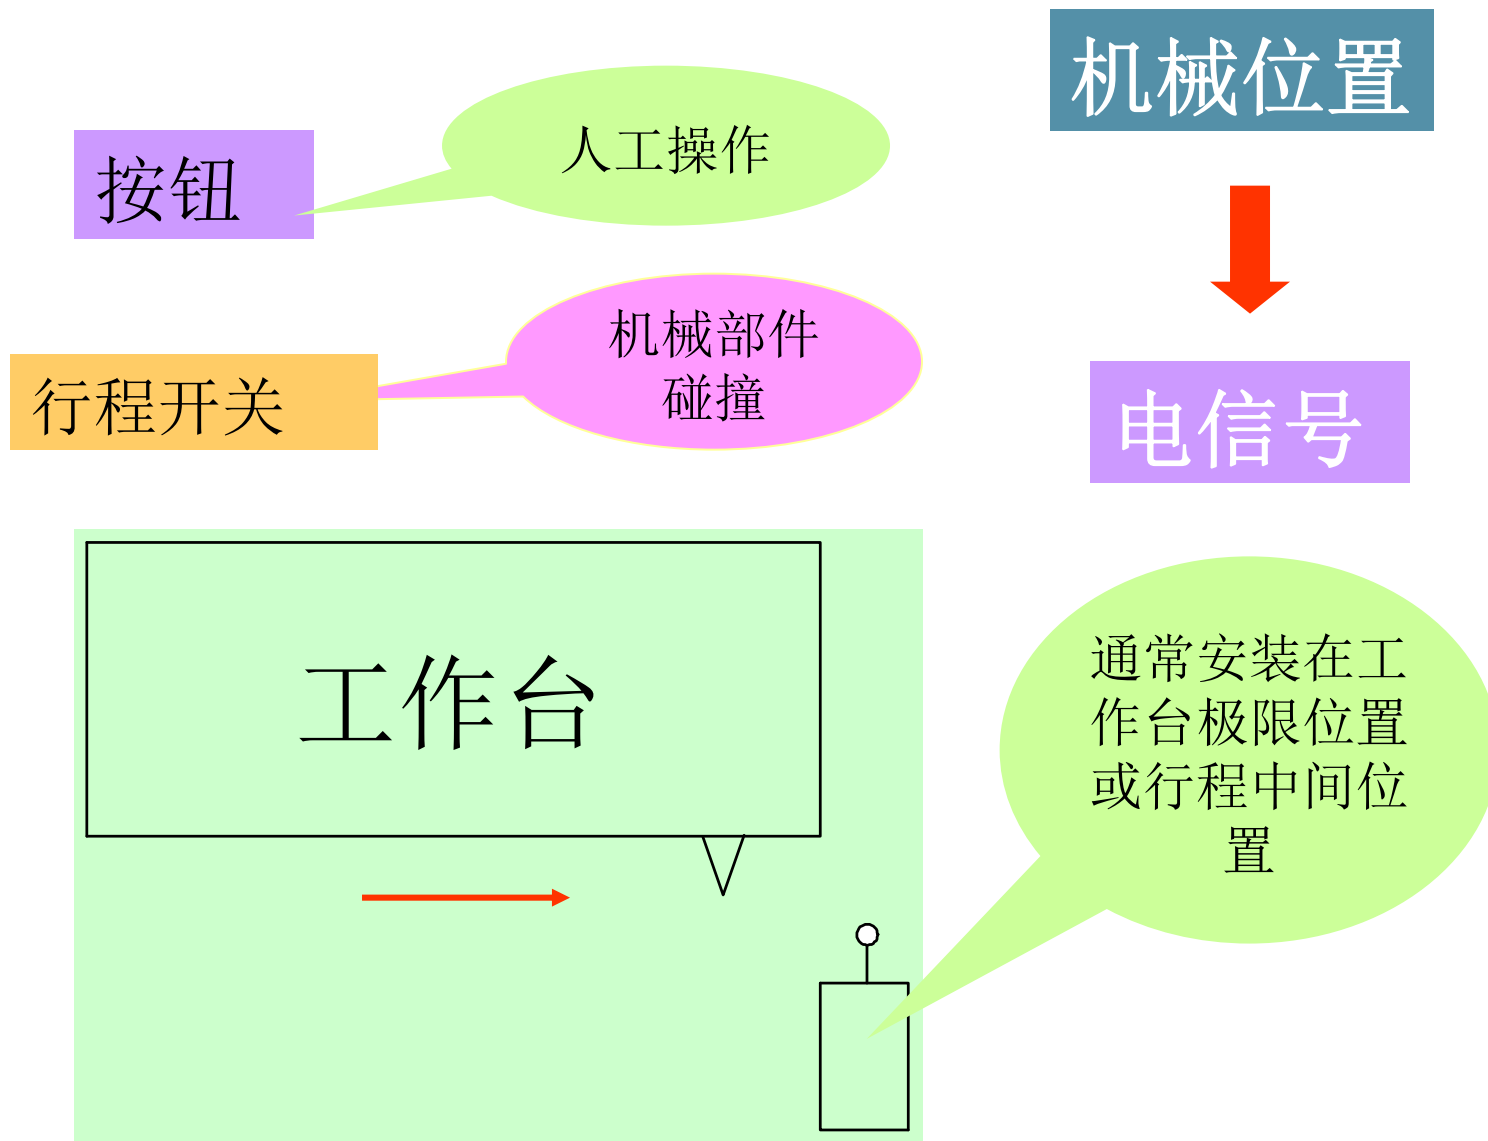 机械位置
人工操作
按钮
机械部件
碰撞
行程开关
电信号
工作台
通常安装在工
作台极限位置
或行程中间位
置